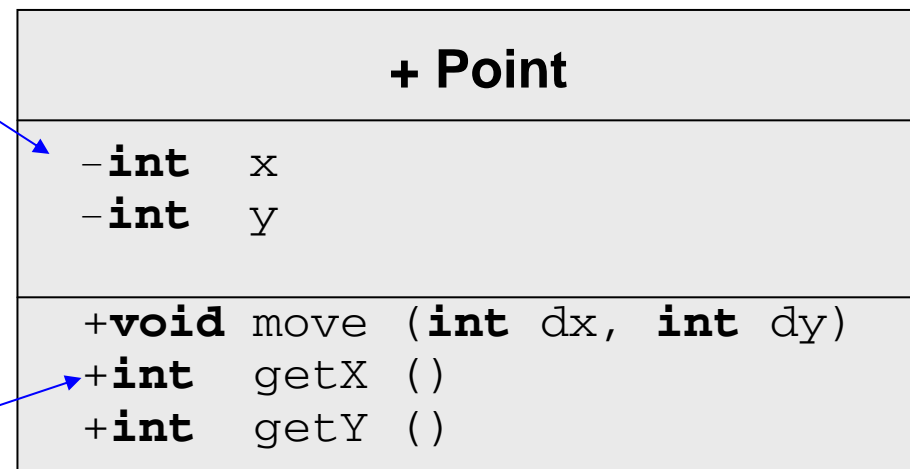 + Point
-int x
-int y
+void move (int dx, int dy)
+int getX ()
+int getY ()